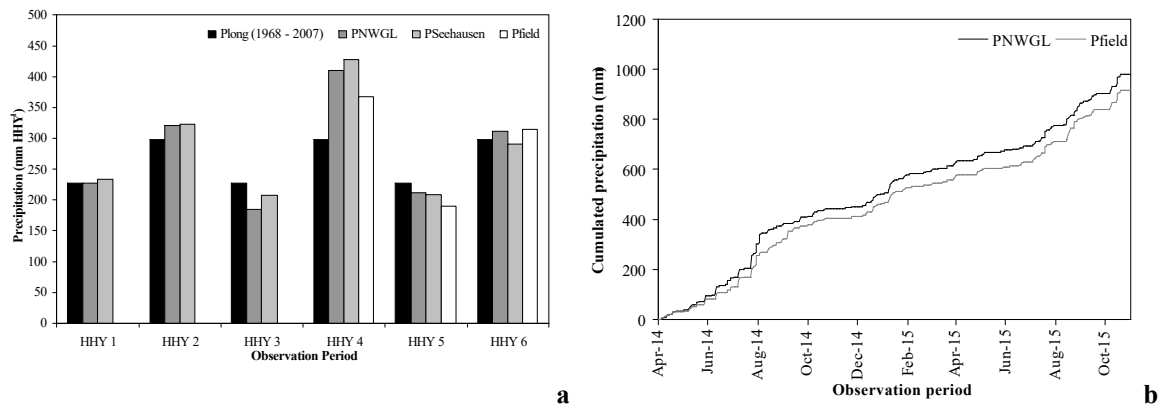 500
450
400
350
300
250
200
150
100
50
0
Precipitation (mm HHY¹)
Plong (1968 - 2007) PNWGL PSeehausen Pfield
HHY 1 HHY 2 HHY 3 HHY 4 HHY 5 HHY 6
Observation Period
a
1200
1000
800
600
400
200
0
Cumulated precipitation (mm)
PNWGL Pfield
Apr-14 Jun-14 Aug-14 Oct-14 Dec-14 Feb-15 Apr-15 Jun-15 Aug-15 Oct-15
Observation period
b